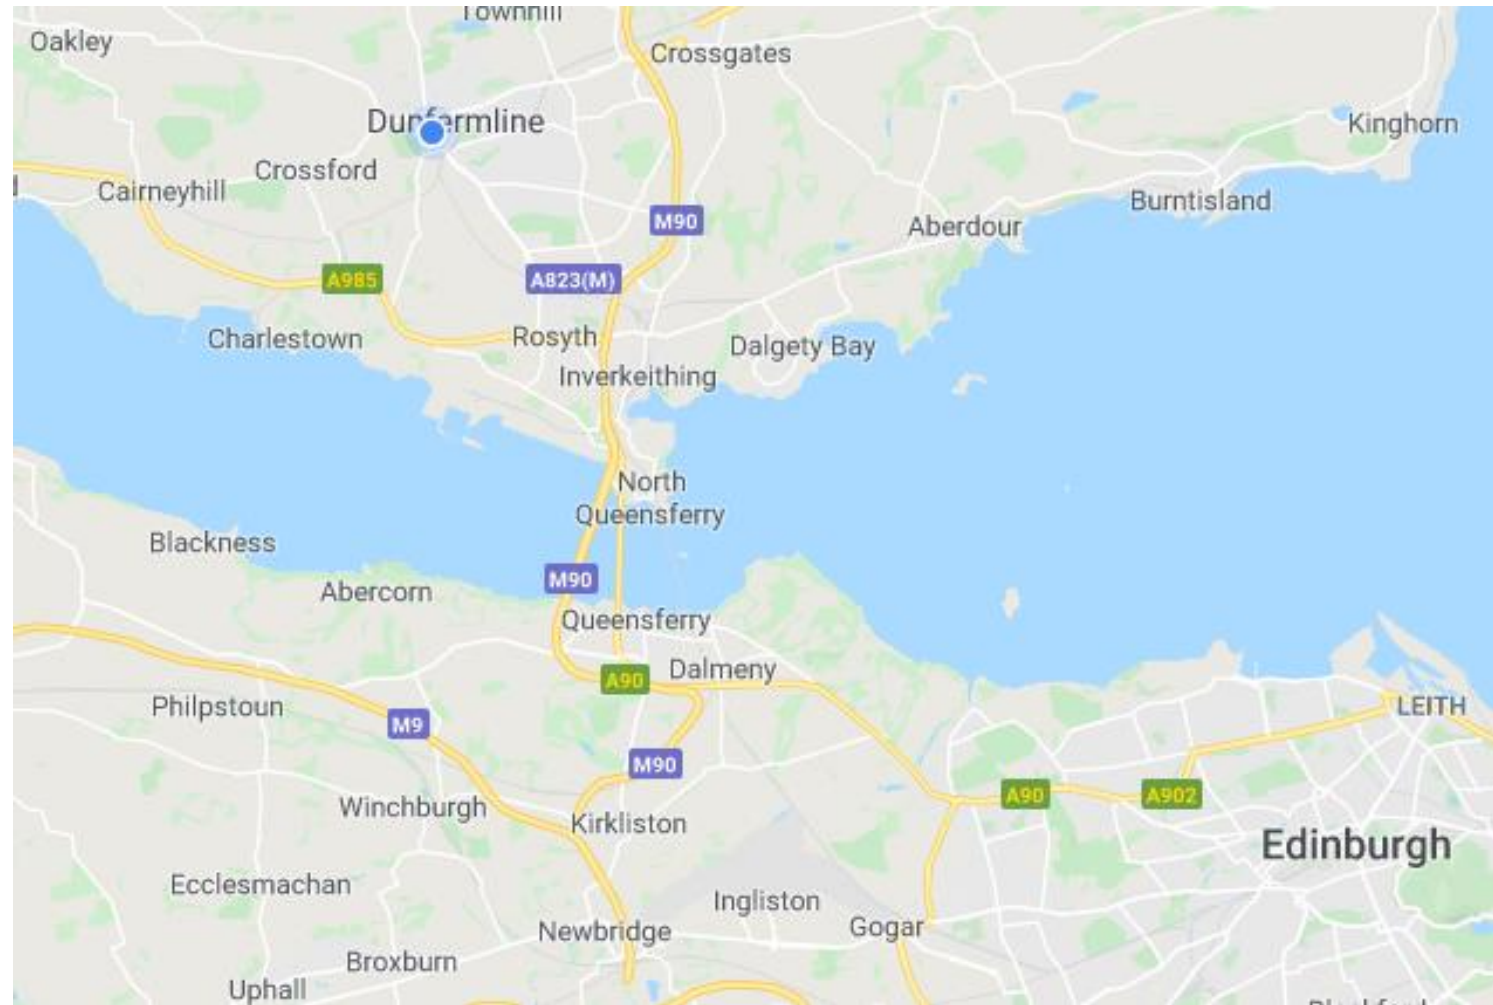 Townhill
Oakley
Crossgates
Dunfermline
Kinghorn
Crossford
Cairneyhill
Burntisland
M90
Aberdour
A985
A823(M)
Charlestown
Rosyth
Dalgety Bay
Inverkeithing
North
Queensferry
Blackness
M90
Abercorn
Queensferry
A90
Dalmeny
Philpstoun
LEITH
M9
M90
A90
A902
Winchburgh
Kirkliston
Edinburgh
Ecclesmachan
Ingliston
Newbridge
Gogar
Broxburn
Uphall